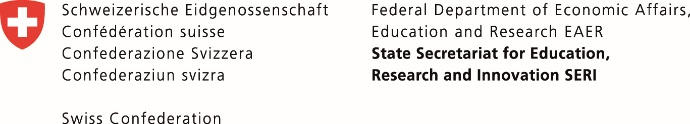 Schweizerische Eidgenossenschaft
Confédération suisse
Confederazione Svizzera
Confederaziun svizra
Swiss Confederation
Federal Department of Economic Affairs,
Education and Research EAER
State Secretariat for Education,
Research and Innovation SERI